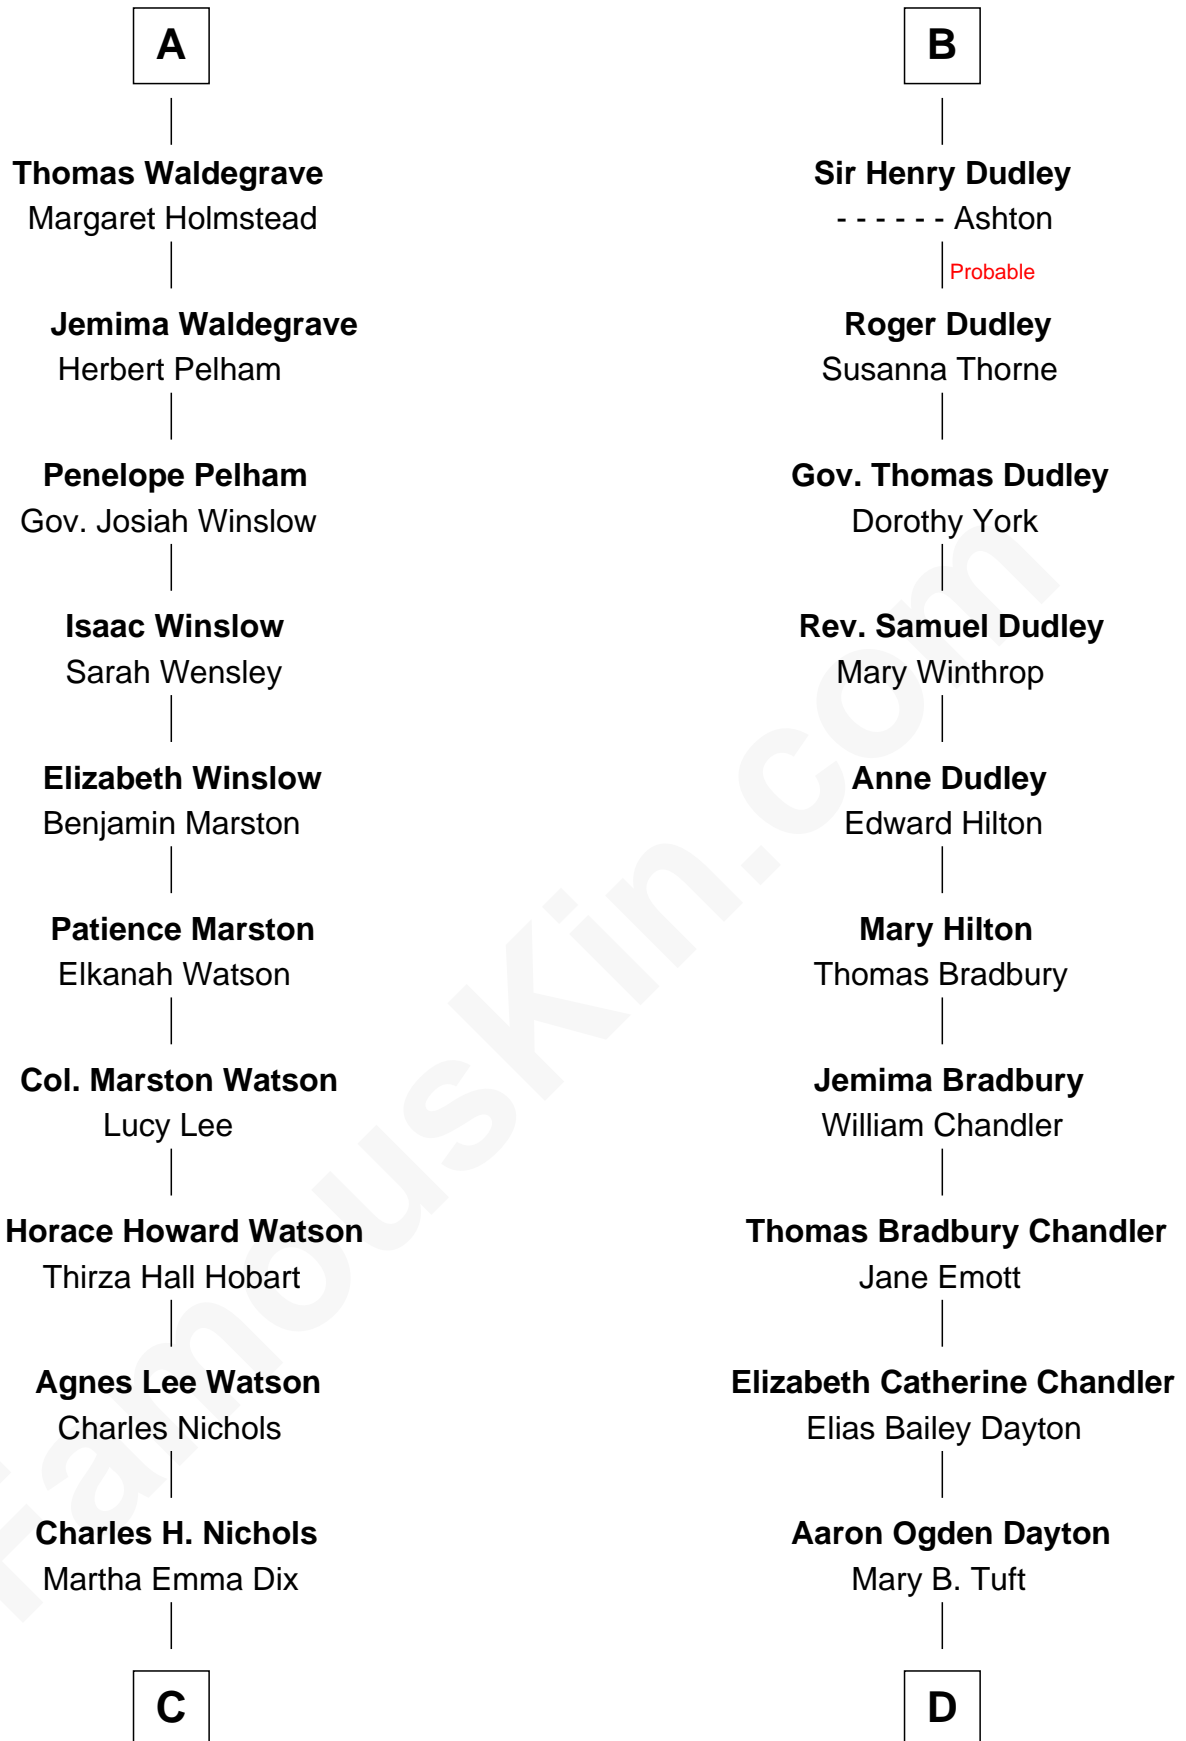 A
Thomas Waldegrave
Margaret Holmstead
Jemima Waldegrave
Herbert Pelham
Penelope Pelham
Gov. Josiah Winslow
Isaac Winslow
Sarah Wensley
Elizabeth Winslow
Benjamin Marston
Patience Marston
Elkanah Watson
Col. Marston Watson
Lucy Lee
Horace Howard Watson
Thirza Hall Hobart
Agnes Lee Watson
Charles Nichols
Charles H. Nichols
Martha Emma Dix
C
B
Sir Henry Dudley
- - - - - - Ashton
Probable
Roger Dudley
Susanna Thorne
Gov. Thomas Dudley
Dorothy York
Rev. Samuel Dudley
Mary Winthrop
Anne Dudley
Edward Hilton
Mary Hilton
Thomas Bradbury
Jemima Bradbury
William Chandler
Thomas Bradbury Chandler
Jane Emott
Elizabeth Catherine Chandler
Elias Bailey Dayton
Aaron Ogden Dayton
Mary B. Tuft
D
FamousKin.com